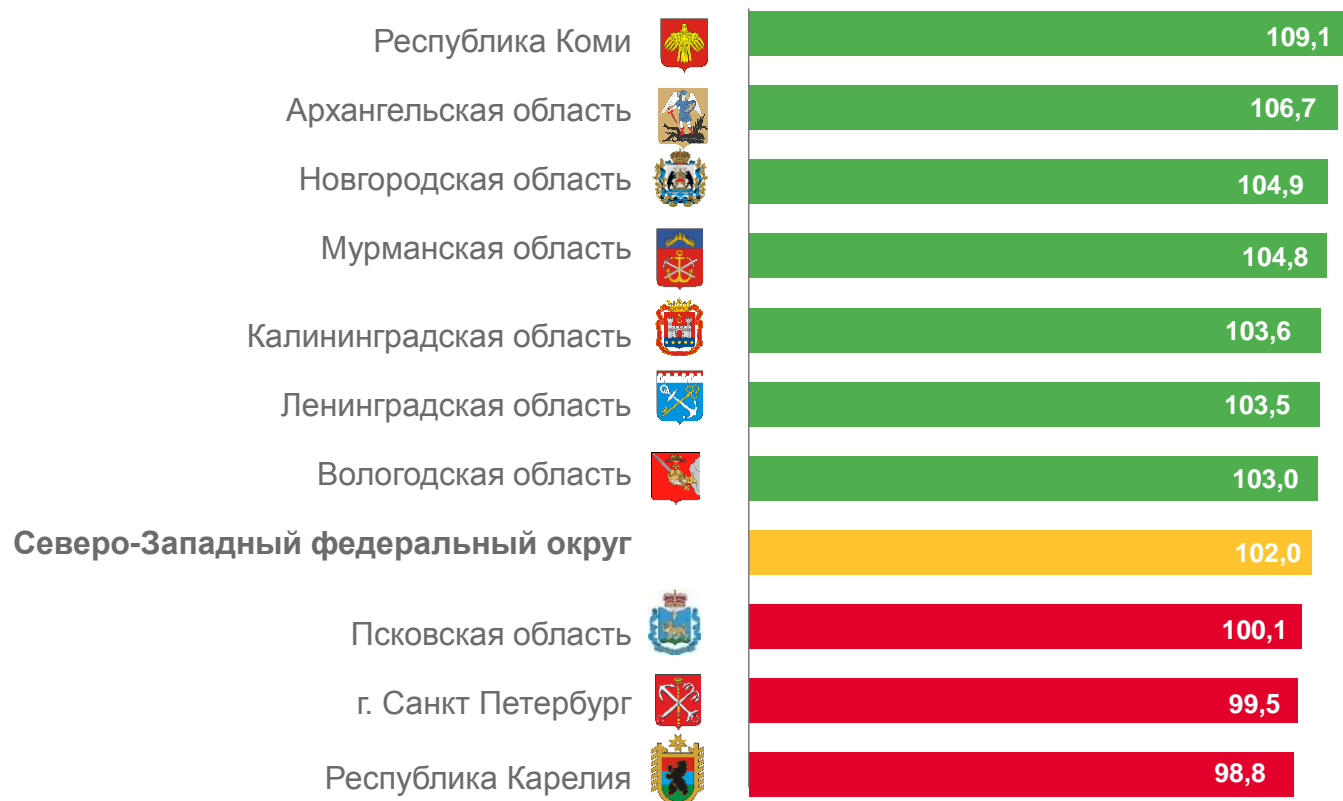 Республика Коми 109,1
Архангельская область 106,7
Новгородская область 104,9
Мурманская область 104,8
Калининградская область 103,6
Ленинградская область 103,5
Вологодская область 103,0
Северо-Западный федеральный округ 102,0
Псковская область 100,1
г. Санкт Петербург 99,5
Республика Карелия 98,8